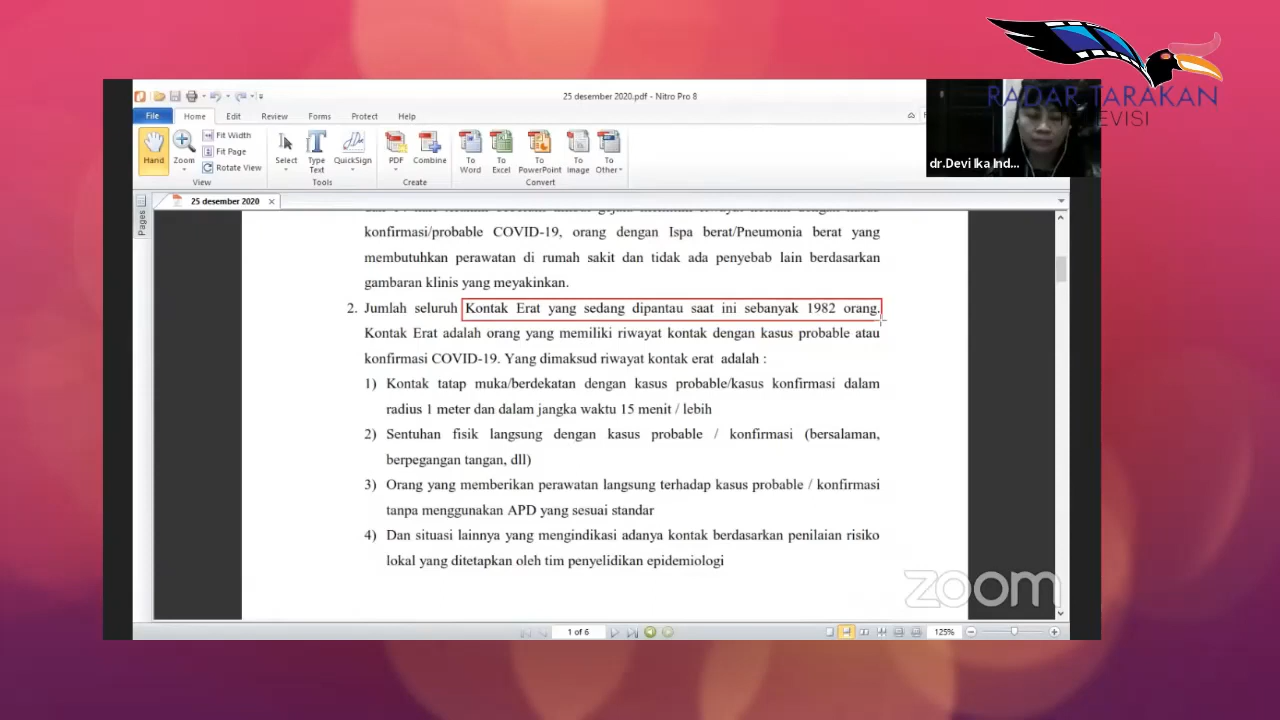 RADAR TARAKAN
25 desember 2020.pdf - Nitro Pro 8
File Home Edit Review Forms Protect Help
dr.Devi Ika Ind...
Hand
Zoom
Fit Width
Fit Page
Rotate View
View
Select
Type Text
QuickSign
Tools
PDF
Combine
Create
To Word
To Excel
To PowerPoint
To Image
To Other
Convert
Pages
25 desember 2020
konfirmasi/probable COVID-19, orang dengan Ispa berat/Pneumonia berat yang
membutuhkan perawatan di rumah sakit dan tidak ada penyebab lain berdasarkan
gambaran klinis yang meyakinkan.
2. Jumlah seluruh Kontak Erat yang sedang dipantau saat ini sebanyak 1982 orang.
Kontak Erat adalah orang yang memiliki riwayat kontak dengan kasus probable atau
konfirmasi COVID-19. Yang dimaksud riwayat kontak erat adalah :
1) Kontak tatap muka/berdekatan dengan kasus probable/kasus konfirmasi dalam
radius 1 meter dan dalam jangka waktu 15 menit / lebih
2) Sentuhan fisik langsung dengan kasus probable / konfirmasi (bersalaman,
berpegangan tangan, dll)
3) Orang yang memberikan perawatan langsung terhadap kasus probable / konfirmasi
tanpa menggunakan APD yang sesuai standar
4) Dan situasi lainnya yang mengindikasi adanya kontak berdasarkan penilaian risiko
lokal yang ditetapkan oleh tim penyelidikan epidemiologi
zoom
1 of 6
125%